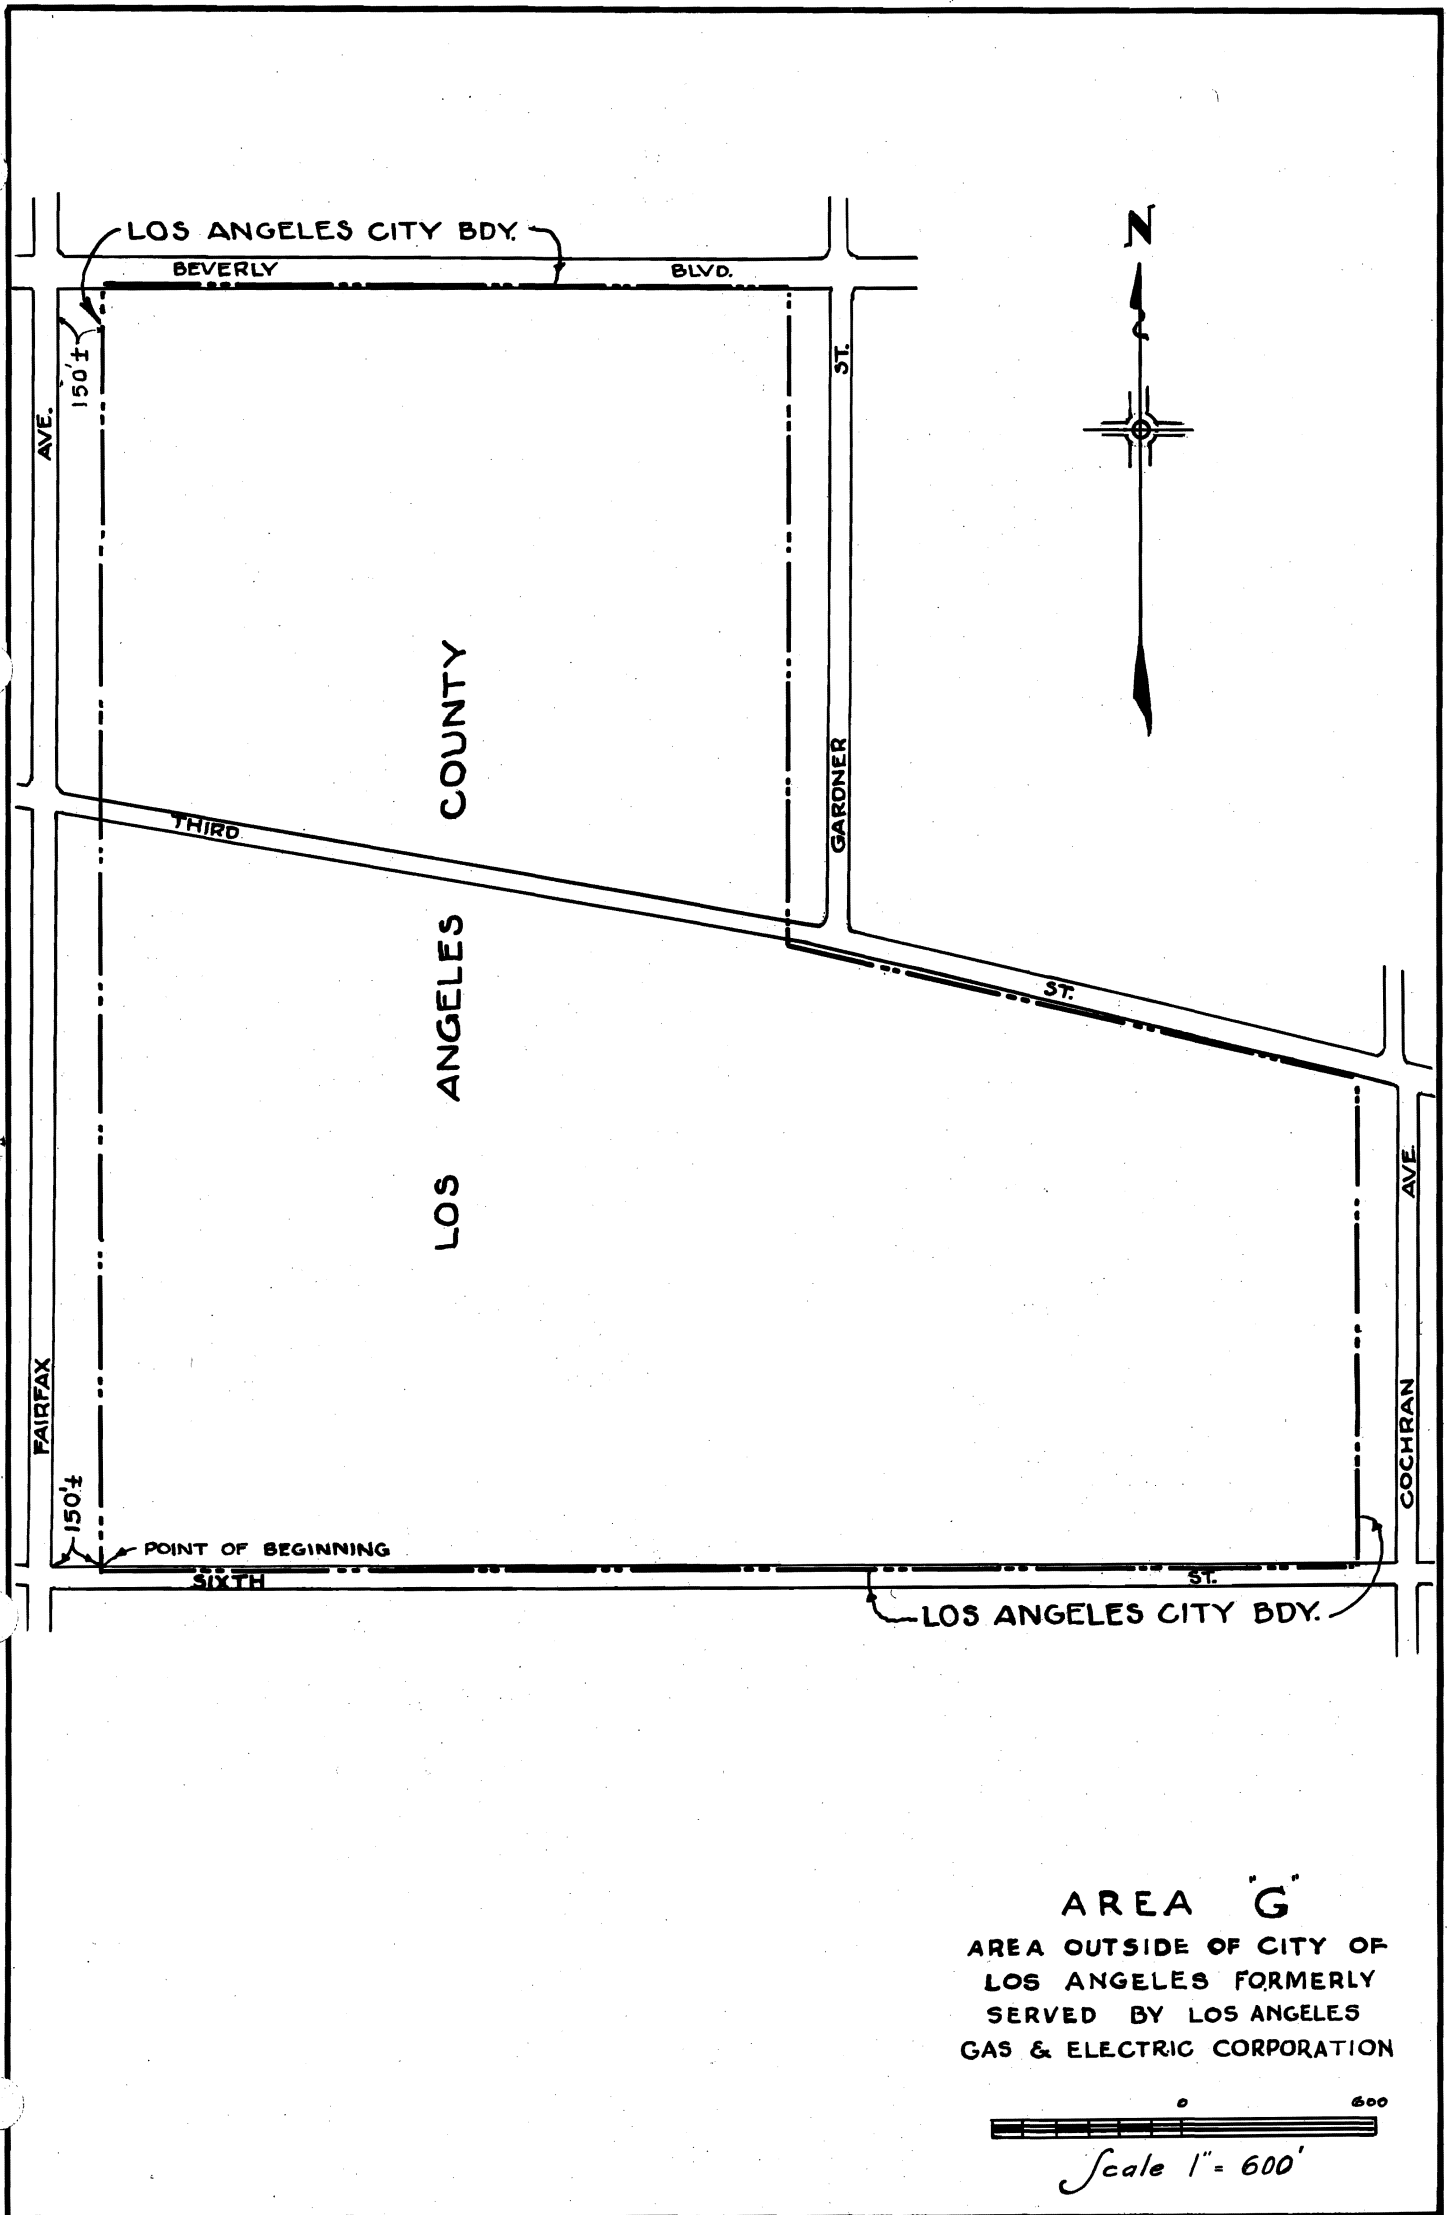 LOS ANGELES CITY BDY.
N
BEVERLY BLVD.
150'±
ST.
AVE.
LOS ANGELES COUNTY
GARDNER
THIRD
ST.
AVE.
FAIRFAX
COCHRAN
150'±
POINT OF BEGINNING
SIXTH ST.
LOS ANGELES CITY BDY.
AREA "G"
AREA OUTSIDE OF CITY OF
LOS ANGELES FORMERLY
SERVED BY LOS ANGELES
GAS & ELECTRIC CORPORATION
0 600
Scale 1" = 600'